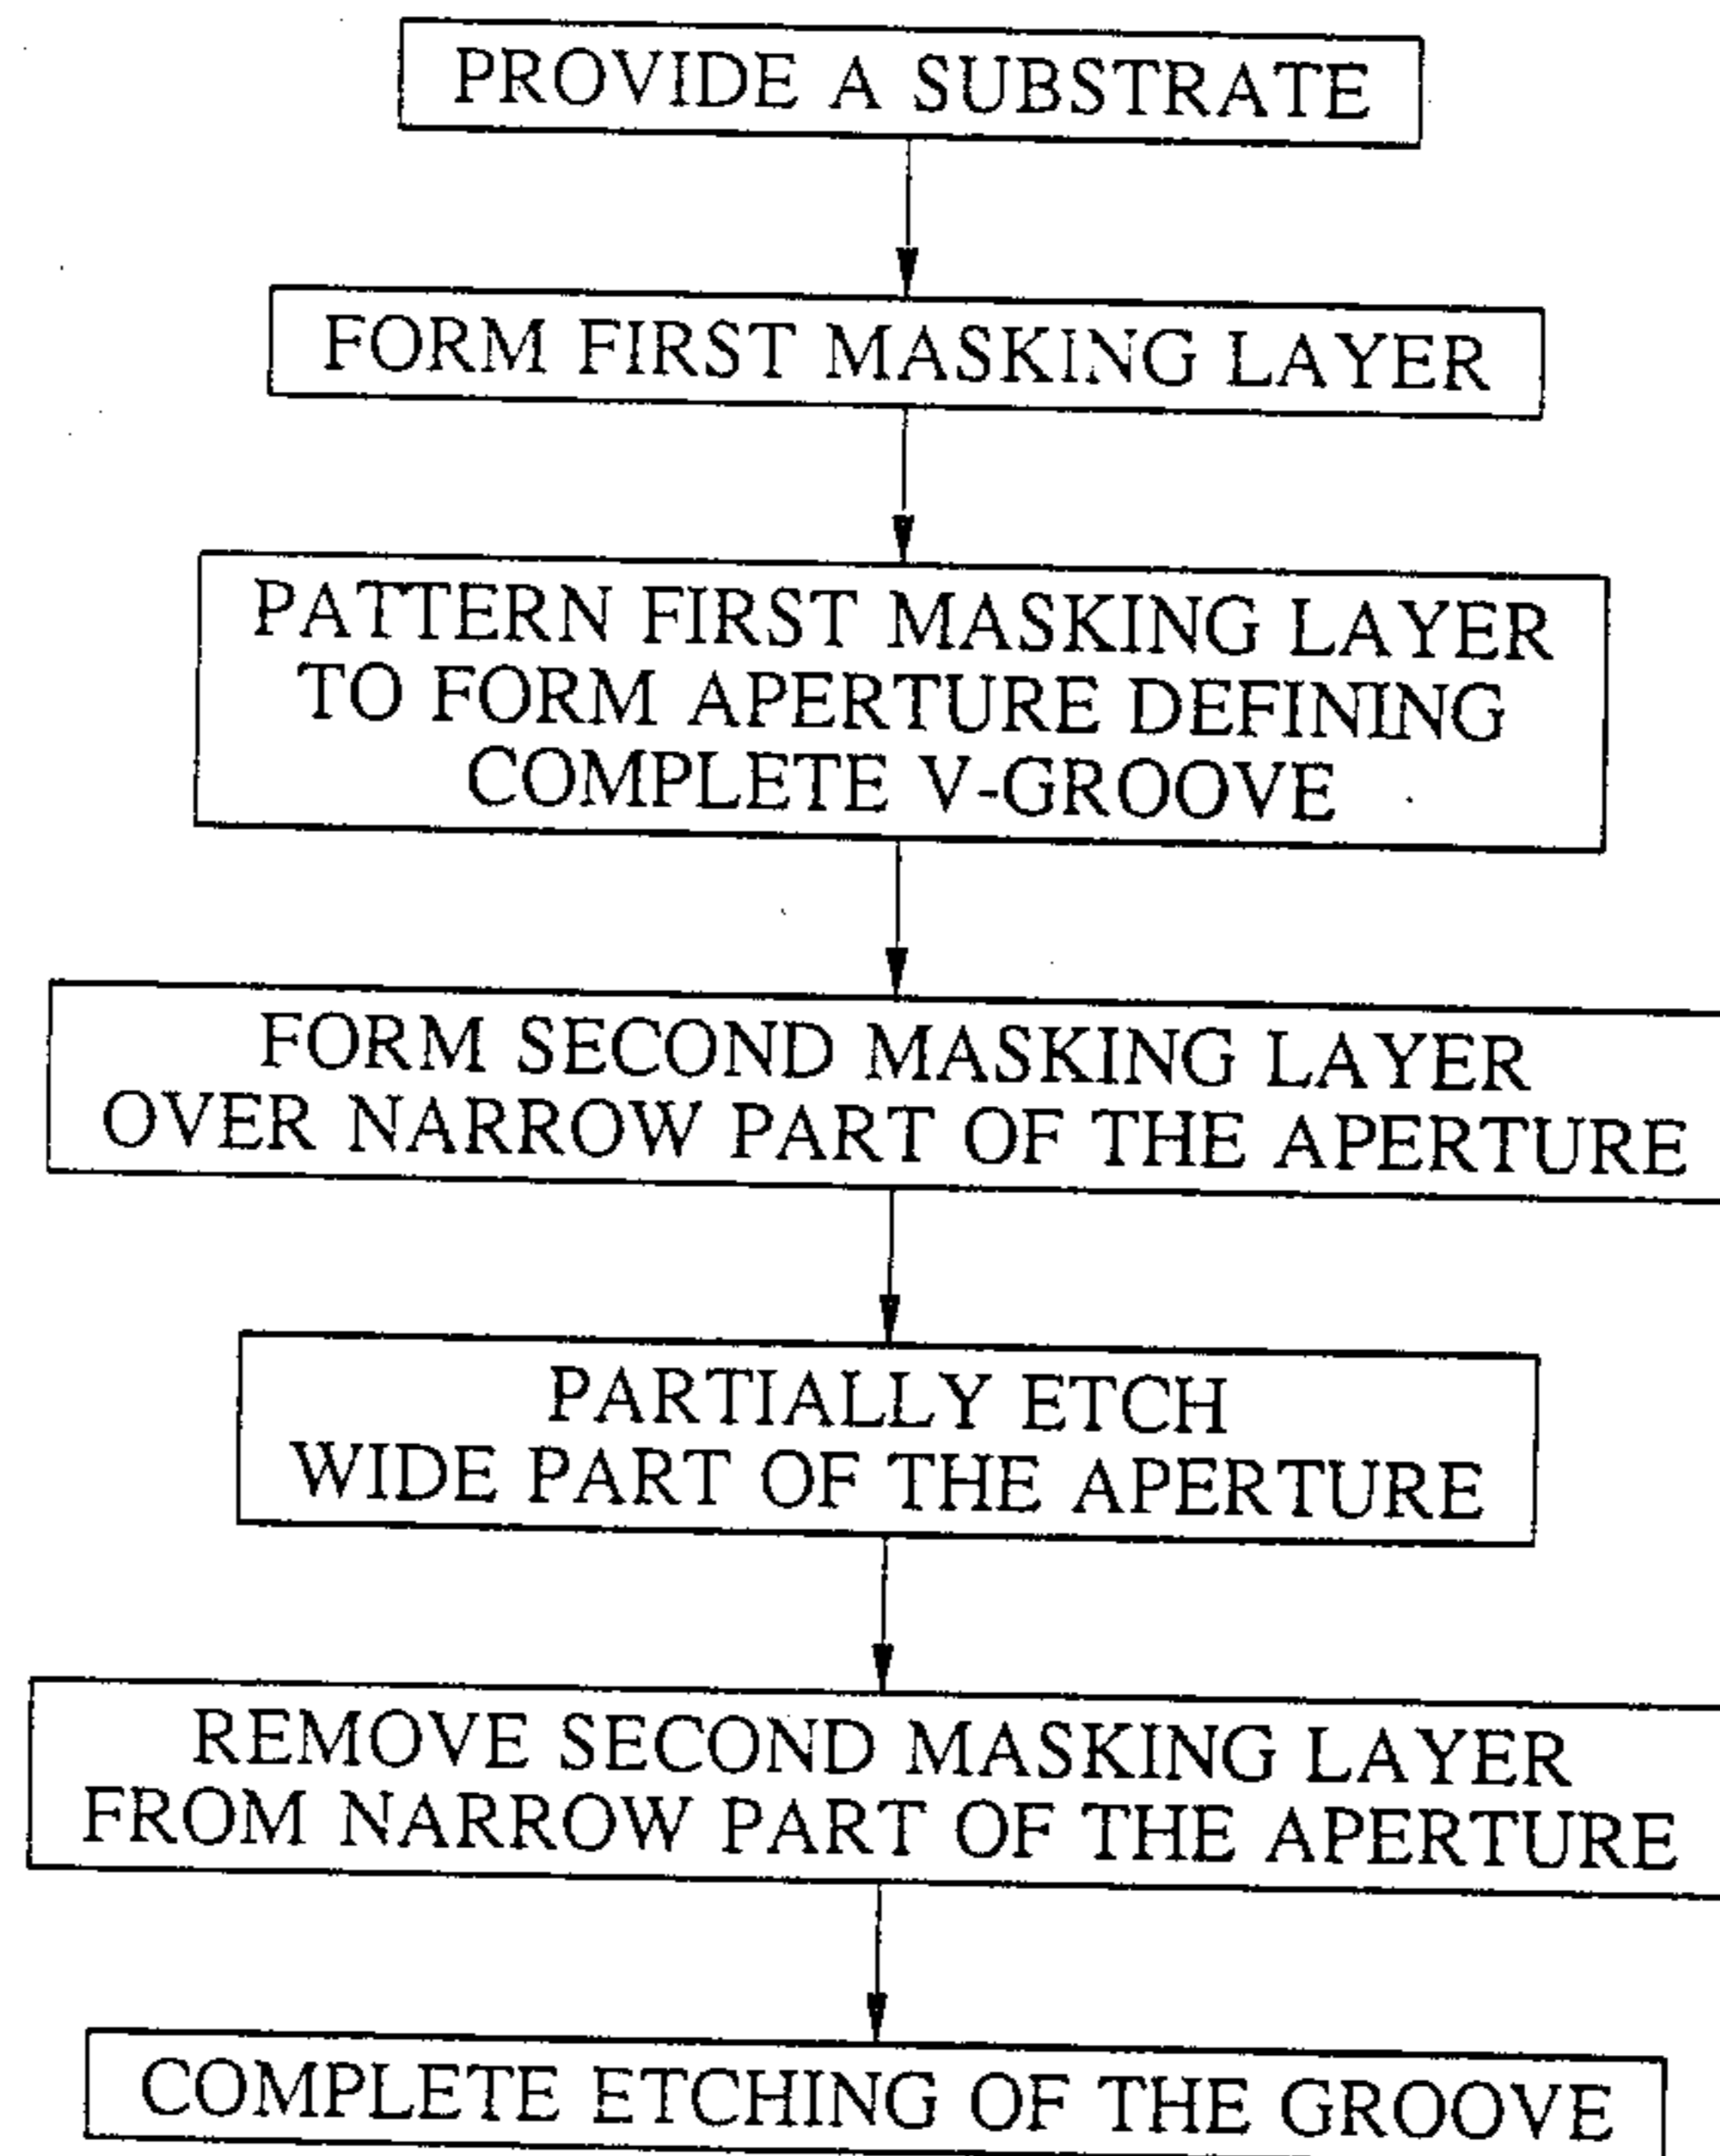 PROVIDE A SUBSTRATE
FORM FIRST MASKING LAYER
PATTERN FIRST MASKING LAYER
TO FORM APERTURE DEFINING
COMPLETE V-GROOVE
FORM SECOND MASKING LAYER
OVER NARROW PART OF THE APERTURE
PARTIALLY ETCH
WIDE PART OF THE APERTURE
REMOVE SECOND MASKING LAYER
FROM NARROW PART OF THE APERTURE
COMPLETE ETCHING OF THE GROOVE